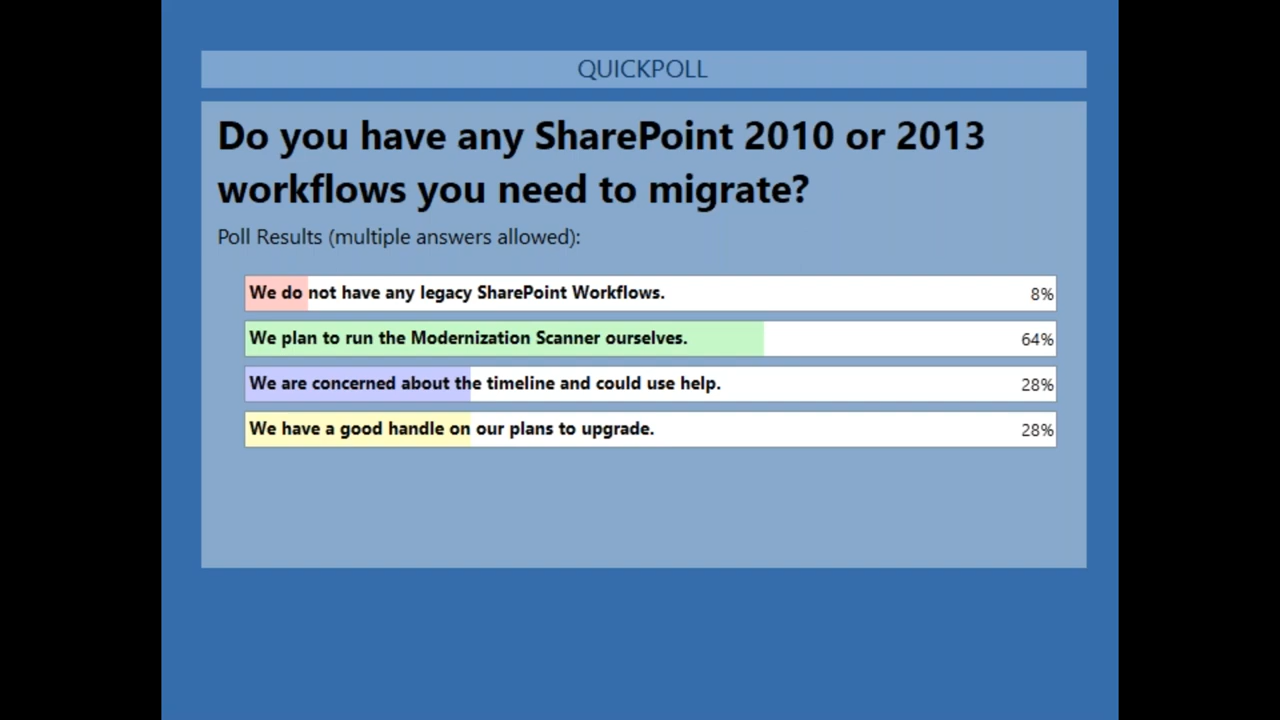 QUICKPOLL
Do you have any SharePoint 2010 or 2013
workflows you need to migrate?
Poll Results (multiple answers allowed):
We do not have any legacy SharePoint Workflows. 8%
We plan to run the Modernization Scanner ourselves. 64%
We are concerned about the timeline and could use help. 28%
We have a good handle on our plans to upgrade. 28%